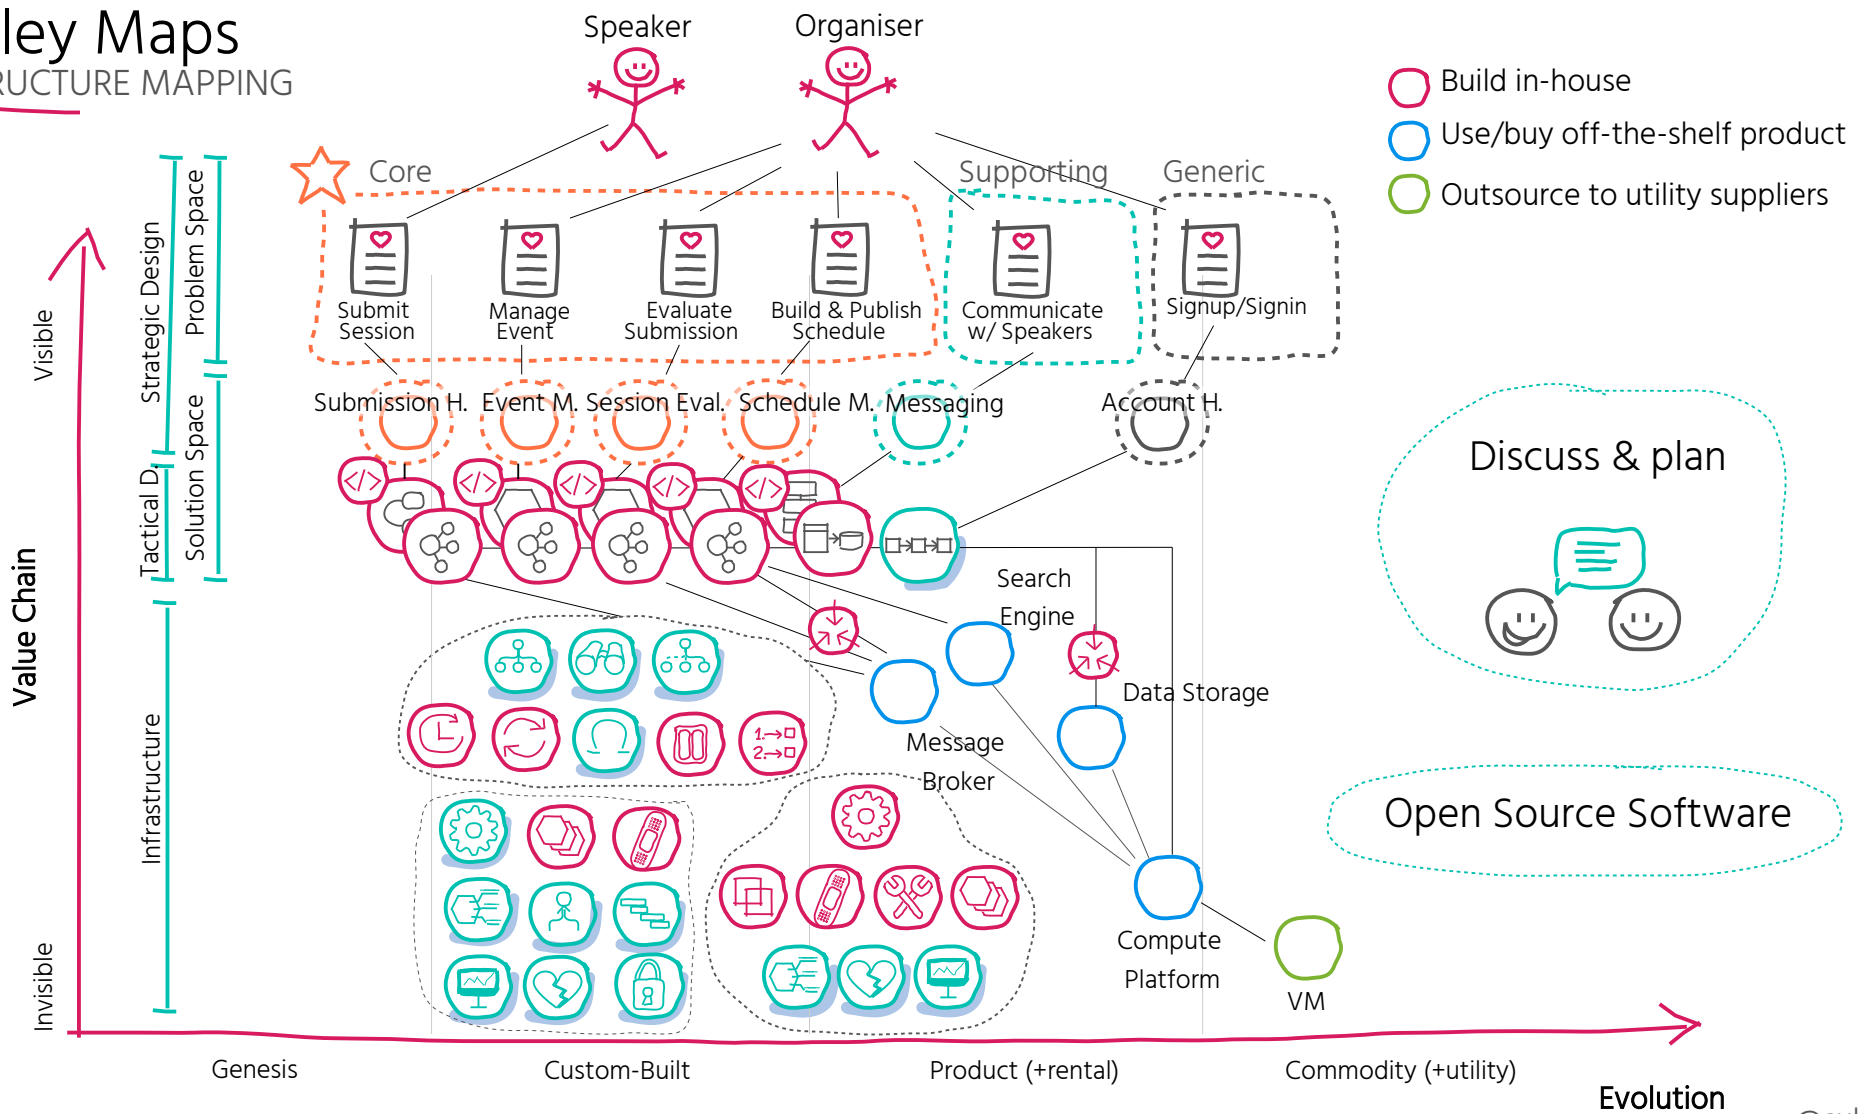 ley Maps
RUCTURE MAPPING
Speaker
Organiser
Build in-house
Use/buy off-the-shelf product
Outsource to utility suppliers
Core
Supporting
Generic
Submit
Session
Manage
Event
Evaluate
Submission
Build & Publish
Schedule
Communicate
w/ Speakers
Signup/Signin
Submission H.
Event M.
Session Eval.
Schedule M.
Messaging
Account H.
</>
</>
</>
</>
</>
Visible
Value Chain
Invisible
Strategic Design
Problem Space
Tactical D.
Solution Space
Infrastructure
Search
Engine
Data Storage
Message
Broker
1.→
2.→
Compute
Platform
VM
Discuss & plan
Open Source Software
Genesis
Custom-Built
Product (+rental)
Commodity (+utility)
Evolution